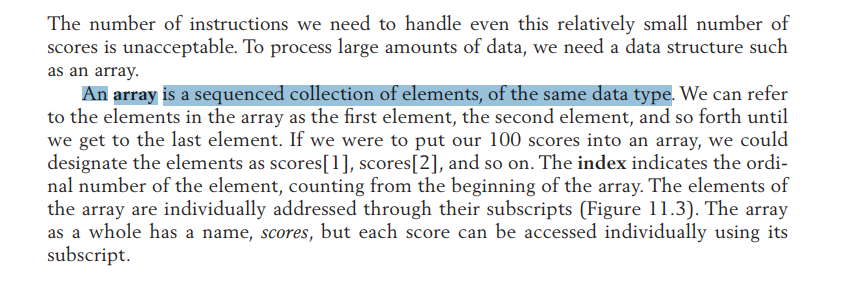 The number of instructions we need to handle even this relatively small number of
scores is unacceptable. To process large amounts of data, we need a data structure such
as an array.
An array is a sequenced collection of elements, of the same data type. We can refer
to the elements in the array as the first element, the second element, and so forth until
we get to the last element. If we were to put our 100 scores into an array, we could
designate the elements as scores[1], scores[2], and so on. The index indicates the ordi-
nal number of the element, counting from the beginning of the array. The elements of
the array are individually addressed through their subscripts (Figure 11.3). The array
as a whole has a name, scores, but each score can be accessed individually using its
subscript.